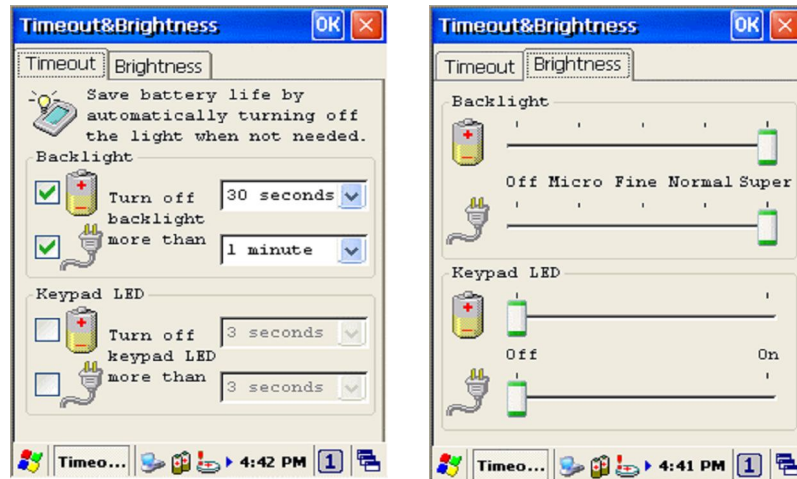 Timeout&Brightness OK
Timeout Brightness
Save battery life by
automatically turning off
the light when not needed.
Backlight
Turn off
backlight
more than
30 seconds
1 minute
Keypad LED
Turn off
keypad LED
more than
3 seconds
3 seconds
Timeo... 4:42 PM 1
Timeout&Brightness OK
Timeout Brightness
Backlight
Off Micro Fine Normal Super
Keypad LED
Off On
Timeo... 4:41 PM 1